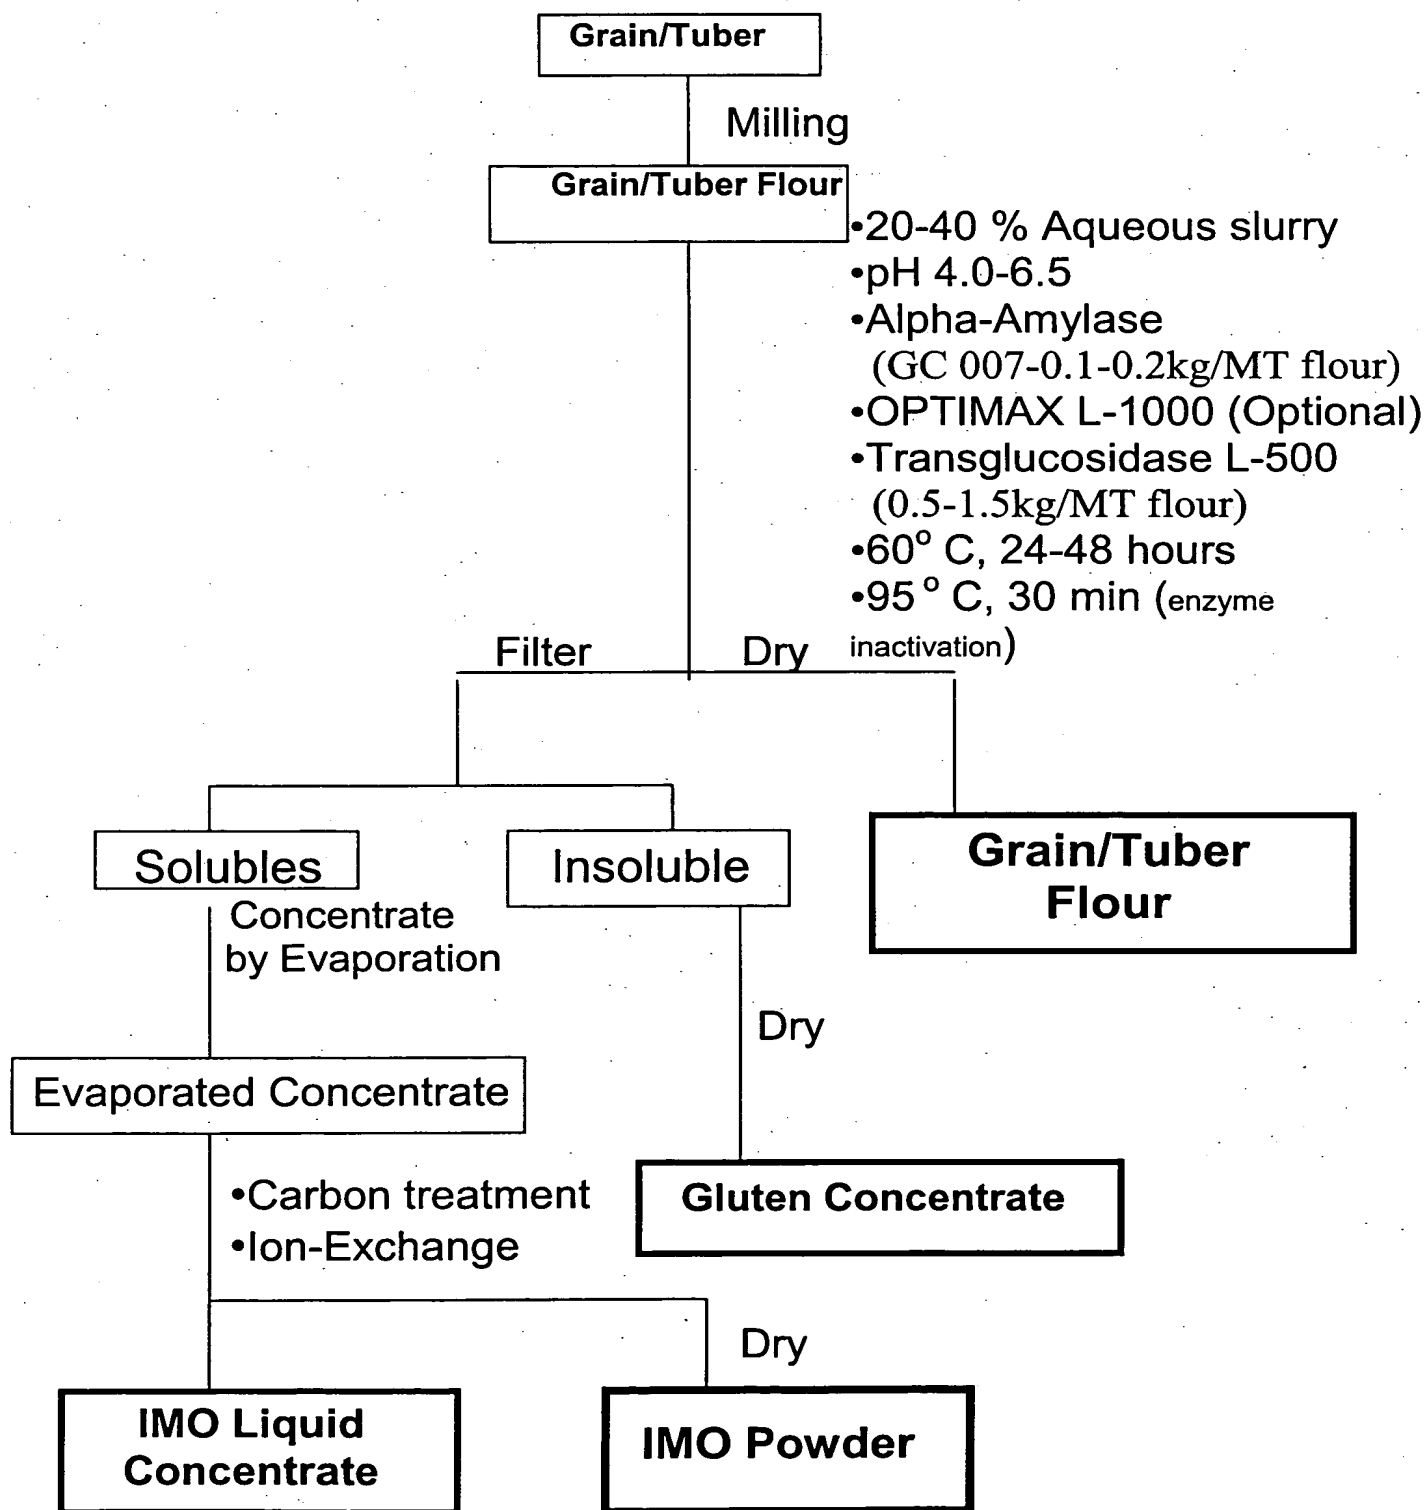 Grain/Tuber
Milling
Grain/Tuber Flour
•20-40 % Aqueous slurry
•pH 4.0-6.5
•Alpha-Amylase
(GC 007-0.1-0.2kg/MT flour)
•OPTIMAX L-1000 (Optional)
•Transglucosidase L-500
(0.5-1.5kg/MT flour)
•60° C, 24-48 hours
•95° C, 30 min (enzyme
inactivation)
Filter
Dry
Solubles
Insoluble
Grain/Tuber
Flour
Concentrate
by Evaporation
Dry
Evaporated Concentrate
•Carbon treatment
•Ion-Exchange
Gluten Concentrate
Dry
IMO Liquid
Concentrate
IMO Powder